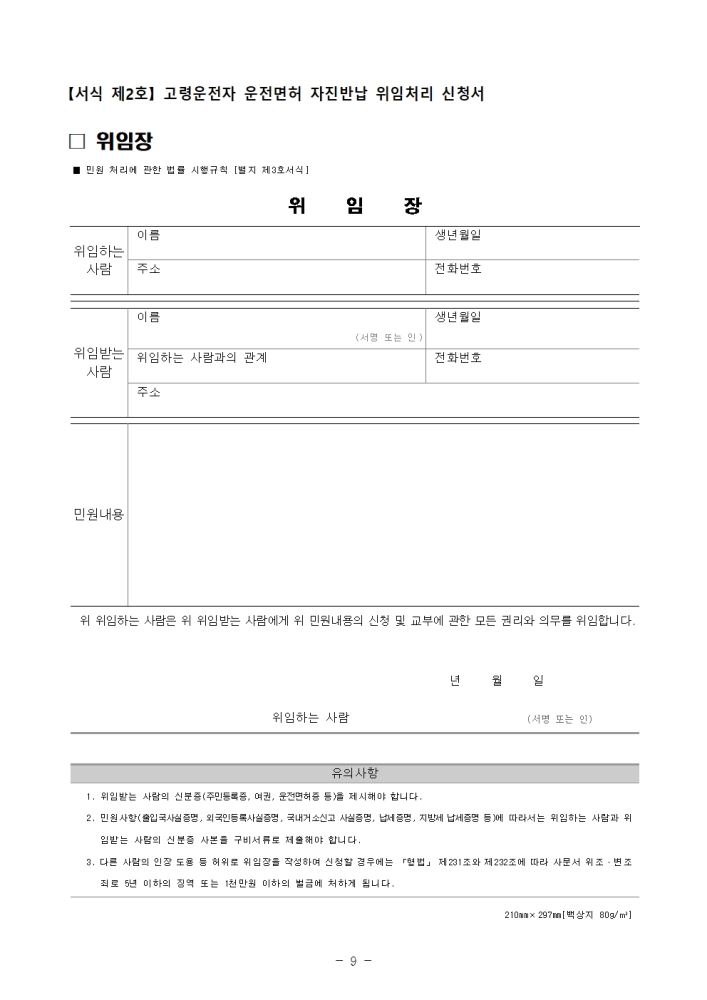 【서식 제2호】 고령운전자 운전면허 자진반납 위임처리 신청서
□ 위임장
■ 민원 처리에 관한 법률 시행규칙 [별지 제3호서식]
위 임 장
위임하는 사람
이름
생년월일
주소
전화번호
위임받는 사람
이름
(서명 또는 인)
생년월일
위임하는 사람과의 관계
전화번호
주소
민원내용
위 위임하는 사람은 위 위임받는 사람에게 위 민원내용의 신청 및 교부에 관한 모든 권리와 의무를 위임합니다.
년 월 일
위임하는 사람 (서명 또는 인)
유의사항
1. 위임받는 사람의 신분증(주민등록증, 여권, 운전면허증 등)을 제시해야 합니다.
2. 민원사항(출입국사실증명, 외국인등록사실증명, 국내거소신고 사실증명, 납세증명, 지방세 납세증명 등)에 따라서는 위임하는 사람과 위
임받는 사람의 신분증 사본을 구비서류로 제출해야 합니다.
3. 다른 사람의 인장 도용 등 허위로 위임장을 작성하여 신청할 경우에는 「형법」 제231조와 제232조에 따라 사문서 위조ㆍ변조
죄로 5년 이하의 징역 또는 1천만원 이하의 벌금에 처하게 됩니다.
210mm×297mm[백상지 80g/㎡]
- 9 -